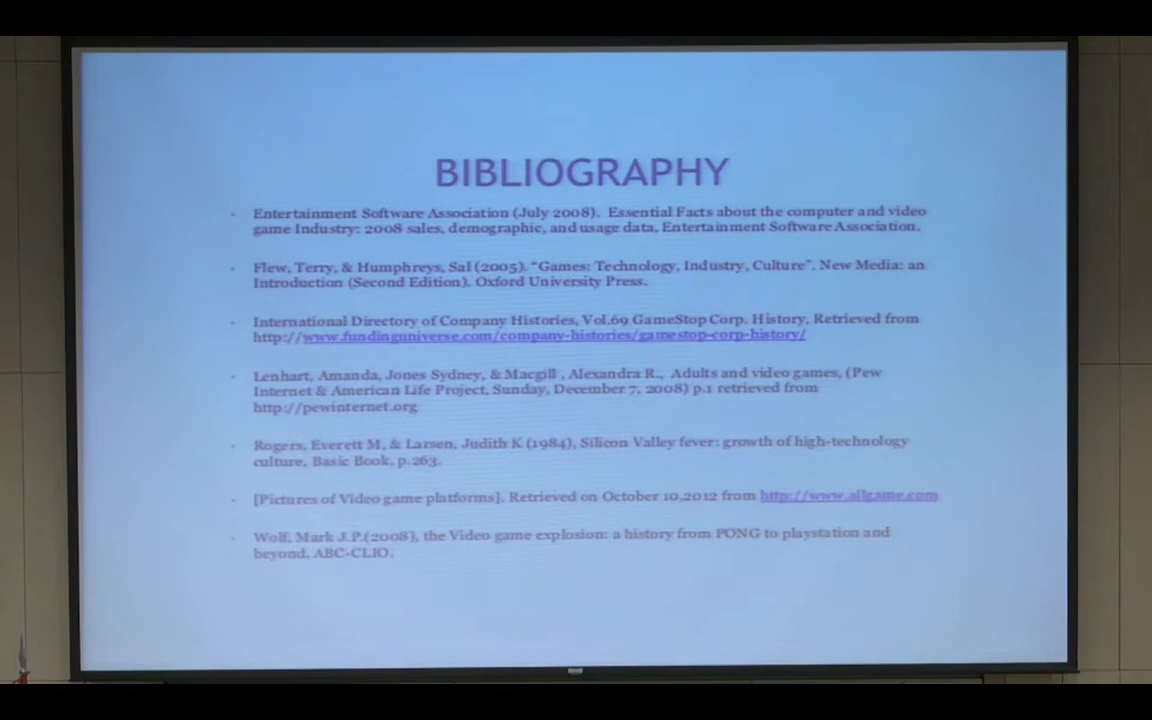 BIBLIOGRAPHY
- Entertainment Software Association (July 2008). Essential Facts about the computer and video
game Industry: 2008 sales, demographic, and usage data, Entertainment Software Association.
- Flew, Terry, & Humphreys, Sal (2005). "Games: Technology, Industry, Culture". New Media: an
Introduction (Second Edition). Oxford University Press.
- International Directory of Company Histories, Vol.69 GameStop Corp. History, Retrieved from
http://www.fundinguniverse.com/company-histories/gamestop-corp-history/
- Lenhart, Amanda, Jones Sydney, & Macgill , Alexandra R., Adults and video games, (Pew
Internet & American Life Project, Sunday, December 7, 2008) p.1 retrieved from
http://pewinternet.org
- Rogers, Everett M, & Larsen, Judith K (1984), Silicon Valley fever: growth of high-technology
culture, Basic Book, p.263.
- [Pictures of Video game platforms]. Retrieved on October 10,2012 from http://www.allgame.com
- Wolf, Mark J.P.(2008), the Video game explosion: a history from PONG to playstation and
beyond, ABC-CLIO.